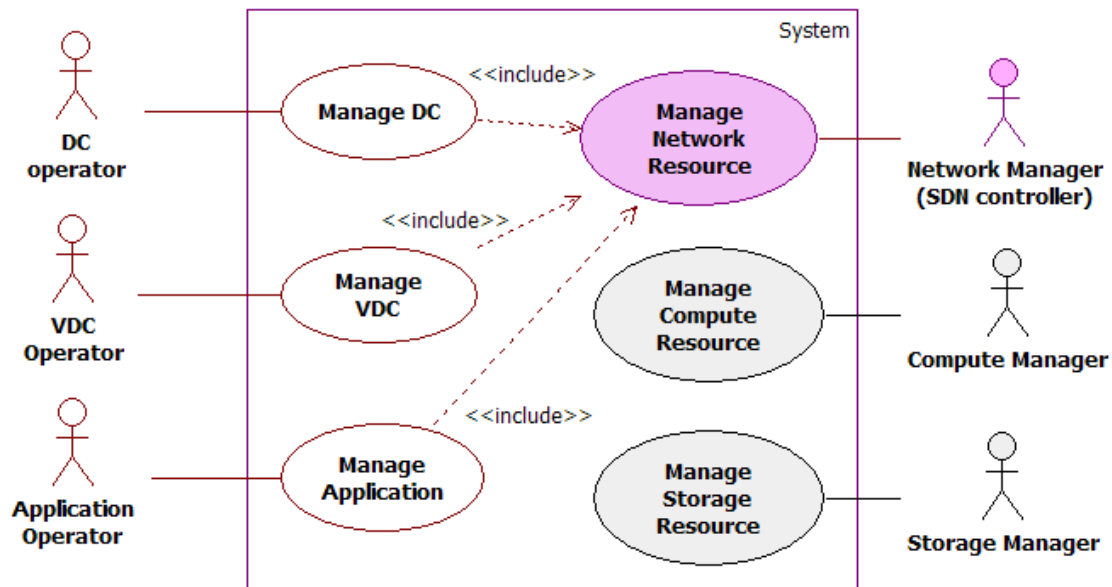 System
<<include>>
DC
operator
Manage DC
Manage
Network
Resource
Network Manager
(SDN controller)
<<include>>
VDC
Operator
Manage
VDC
Manage
Compute
Resource
Compute Manager
<<include>>
Application
Operator
Manage
Application
Manage
Storage
Resource
Storage Manager